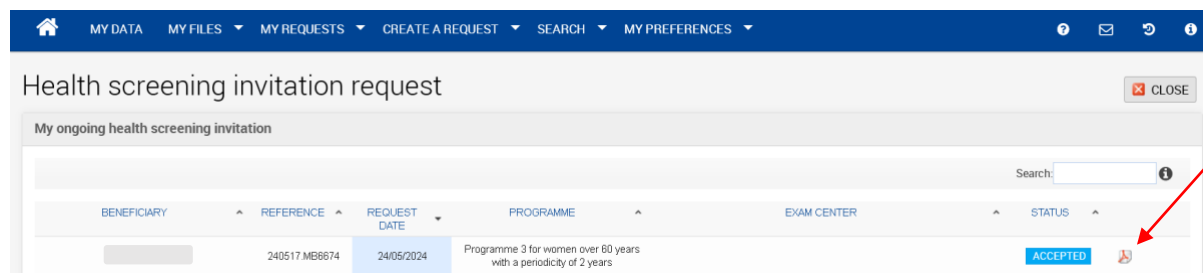 MY DATA MY FILES MY REQUESTS CREATE A REQUEST SEARCH MY PREFERENCES
Health screening invitation request
CLOSE
My ongoing health screening invitation
Search:
BENEFICIARY REFERENCE REQUEST DATE PROGRAMME EXAM CENTER STATUS
240517.MB6674 24/05/2024 Programme 3 for women over 60 years
with a periodicity of 2 years
ACCEPTED